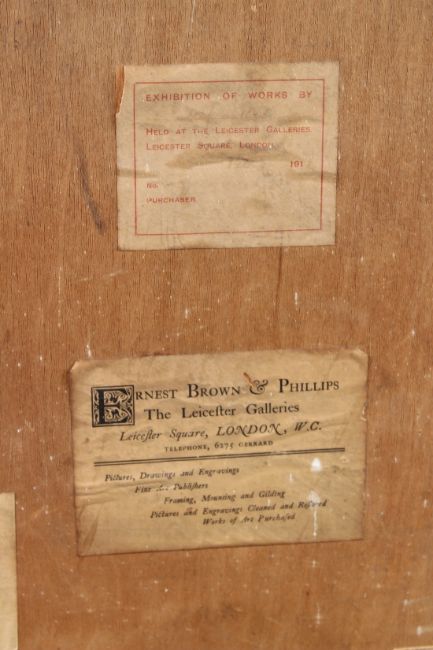 EXHIBITION OF WORKS BY
HELD AT THE LEICESTER GALLERIES
LEICESTER SQUARE, LONDON
191
No.
PURCHASER
ERNEST BROWN & PHILLIPS
The Leicester Galleries
Leicester Square, LONDON, W.C.
TELEPHONE, 6275 GERRARD
Pictures, Drawings and Engravings
Fine Art Publishers
Framing, Mounting and Gilding
Pictures and Engravings Cleaned and Restored
Works of Art Purchased